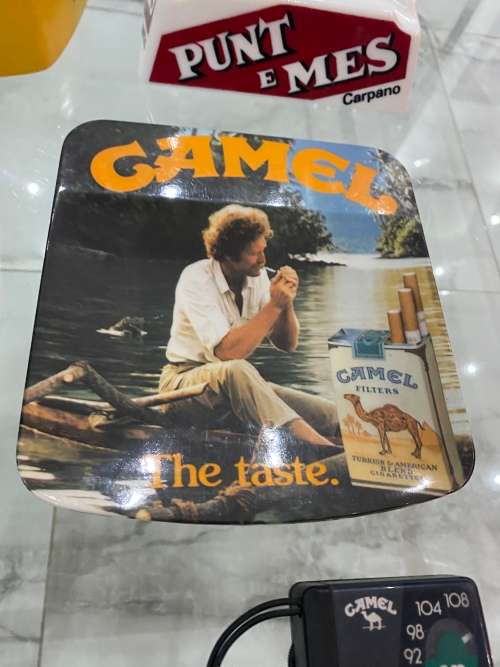 PUNT
E MES
Carpano
CAMEL
CAMEL
FILTERS
TURKISH & AMERICAN
BLEND
CIGARETTES
The taste.
CAMEL
104 108
98
92